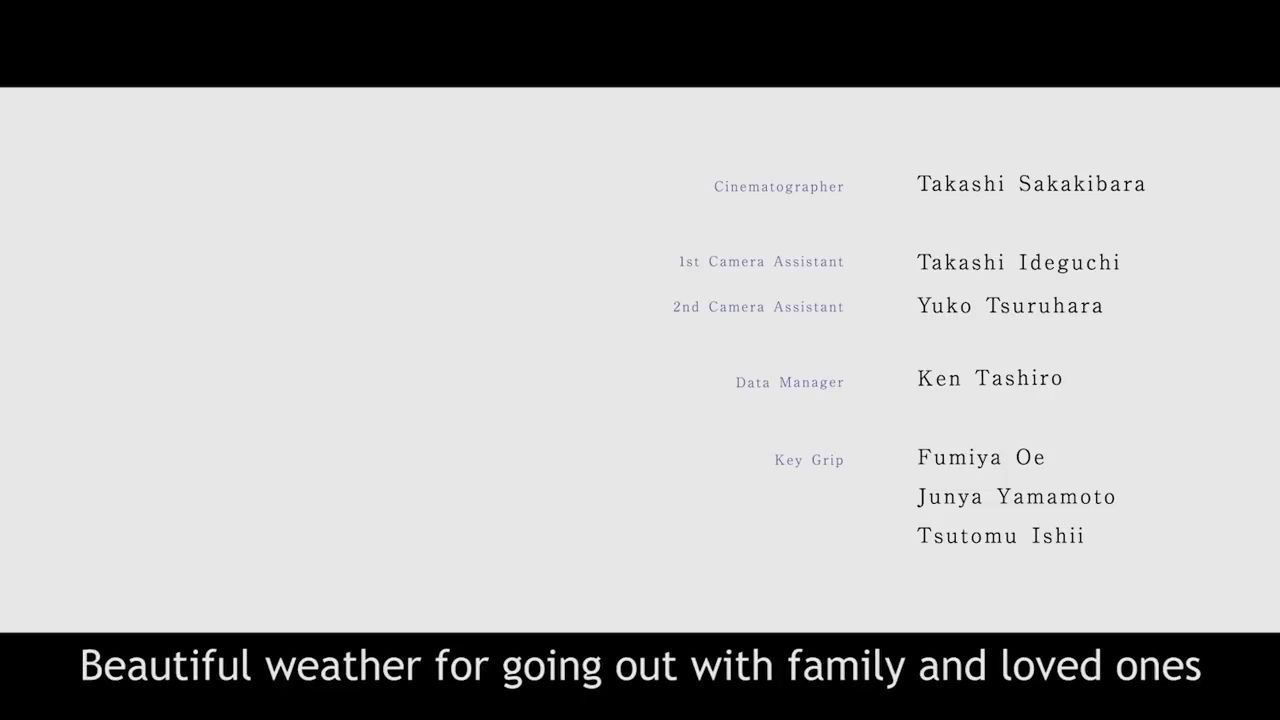 Cinematographer Takashi Sakakibara
1st Camera Assistant Takashi Ideguchi
2nd Camera Assistant Yuko Tsuruhara
Data Manager Ken Tashiro
Key Grip Fumiya Oe
Junya Yamamoto
Tsutomu Ishii
Beautiful weather for going out with family and loved ones